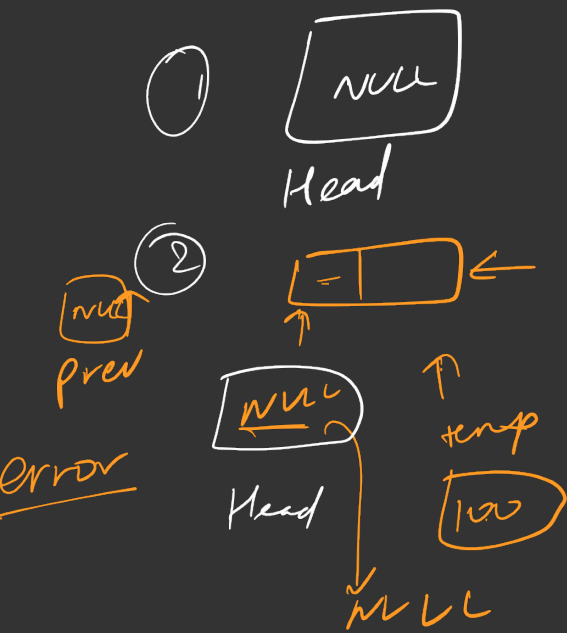 1
NULL
Head
2
NULL
prev
NULL
temp
error
Head
100
NULL